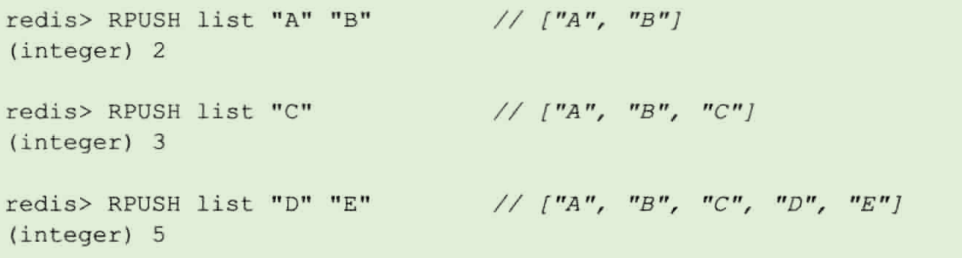 redis> RPUSH list "A" "B" // ["A", "B"]
(integer) 2
redis> RPUSH list "C" // ["A", "B", "C"]
(integer) 3
redis> RPUSH list "D" "E" // ["A", "B", "C", "D", "E"]
(integer) 5